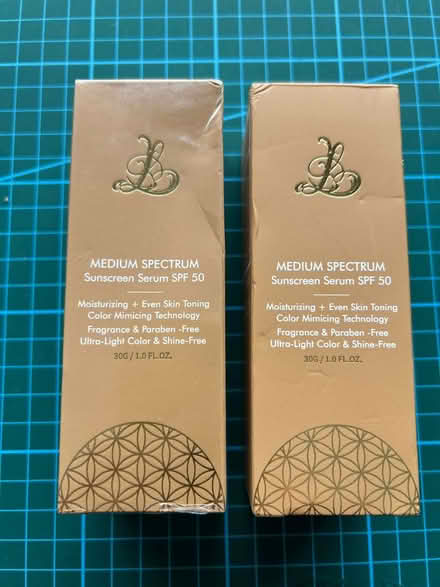 MEDIUM SPECTRUM
Sunscreen Serum SPF 50
Moisturizing + Even Skin Toning
Color Mimicing Technology
Fragrance & Paraben -Free
Ultra-Light Color & Shine-Free
30G / 1.0 FL.OZ.
MEDIUM SPECTRUM
Sunscreen Serum SPF 50
Moisturizing + Even Skin Toning
Color Mimicing Technology
Fragrance & Paraben -Free
Ultra-Light Color & Shine-Free
30G / 1.0 FL.OZ.